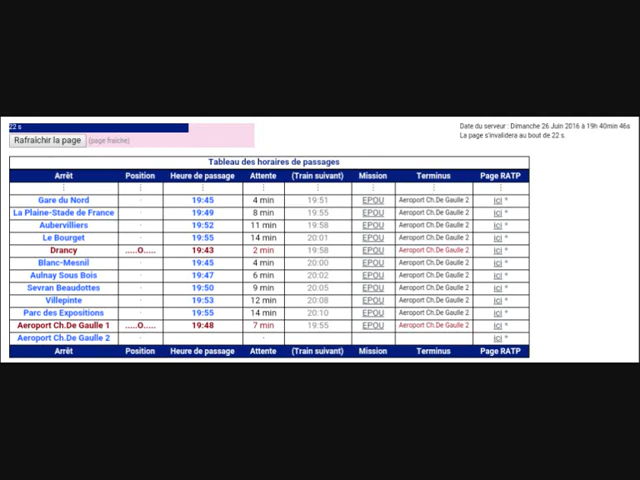 22 s
Date du serveur : Dimanche 26 Juin 2016 à 19h 40min 46s
Rafraîchir la page (page fraiche)
La page s'invalidera au bout de 22 s.
Tableau des horaires de passages
Arrêt Position Heure de passage Attente (Train suivant) Mission Terminus Page RATP
⋮ ⋮ ⋮ ⋮ ⋮ ⋮ ⋮ ⋮
Gare du Nord · 19:45 4 min 19:51 EPOU Aeroport Ch.De Gaulle 2 ici *
La Plaine-Stade de France · 19:49 8 min 19:55 EPOU Aeroport Ch.De Gaulle 2 ici *
Aubervilliers · 19:52 11 min 19:58 EPOU Aeroport Ch.De Gaulle 2 ici *
Le Bourget · 19:55 14 min 20:01 EPOU Aeroport Ch.De Gaulle 2 ici *
Drancy .....O..... 19:43 2 min 19:58 EPOU Aeroport Ch.De Gaulle 2 ici *
Blanc-Mesnil · 19:45 4 min 20:00 EPOU Aeroport Ch.De Gaulle 2 ici *
Aulnay Sous Bois · 19:47 6 min 20:02 EPOU Aeroport Ch.De Gaulle 2 ici *
Sevran Beaudottes · 19:50 9 min 20:05 EPOU Aeroport Ch.De Gaulle 2 ici *
Villepinte · 19:53 12 min 20:08 EPOU Aeroport Ch.De Gaulle 2 ici *
Parc des Expositions · 19:55 14 min 20:10 EPOU Aeroport Ch.De Gaulle 2 ici *
Aeroport Ch.De Gaulle 1 .....O..... 19:48 7 min 19:55 EPOU Aeroport Ch.De Gaulle 2 ici *
Aeroport Ch.De Gaulle 2 · · ici *
Arrêt Position Heure de passage Attente (Train suivant) Mission Terminus Page RATP